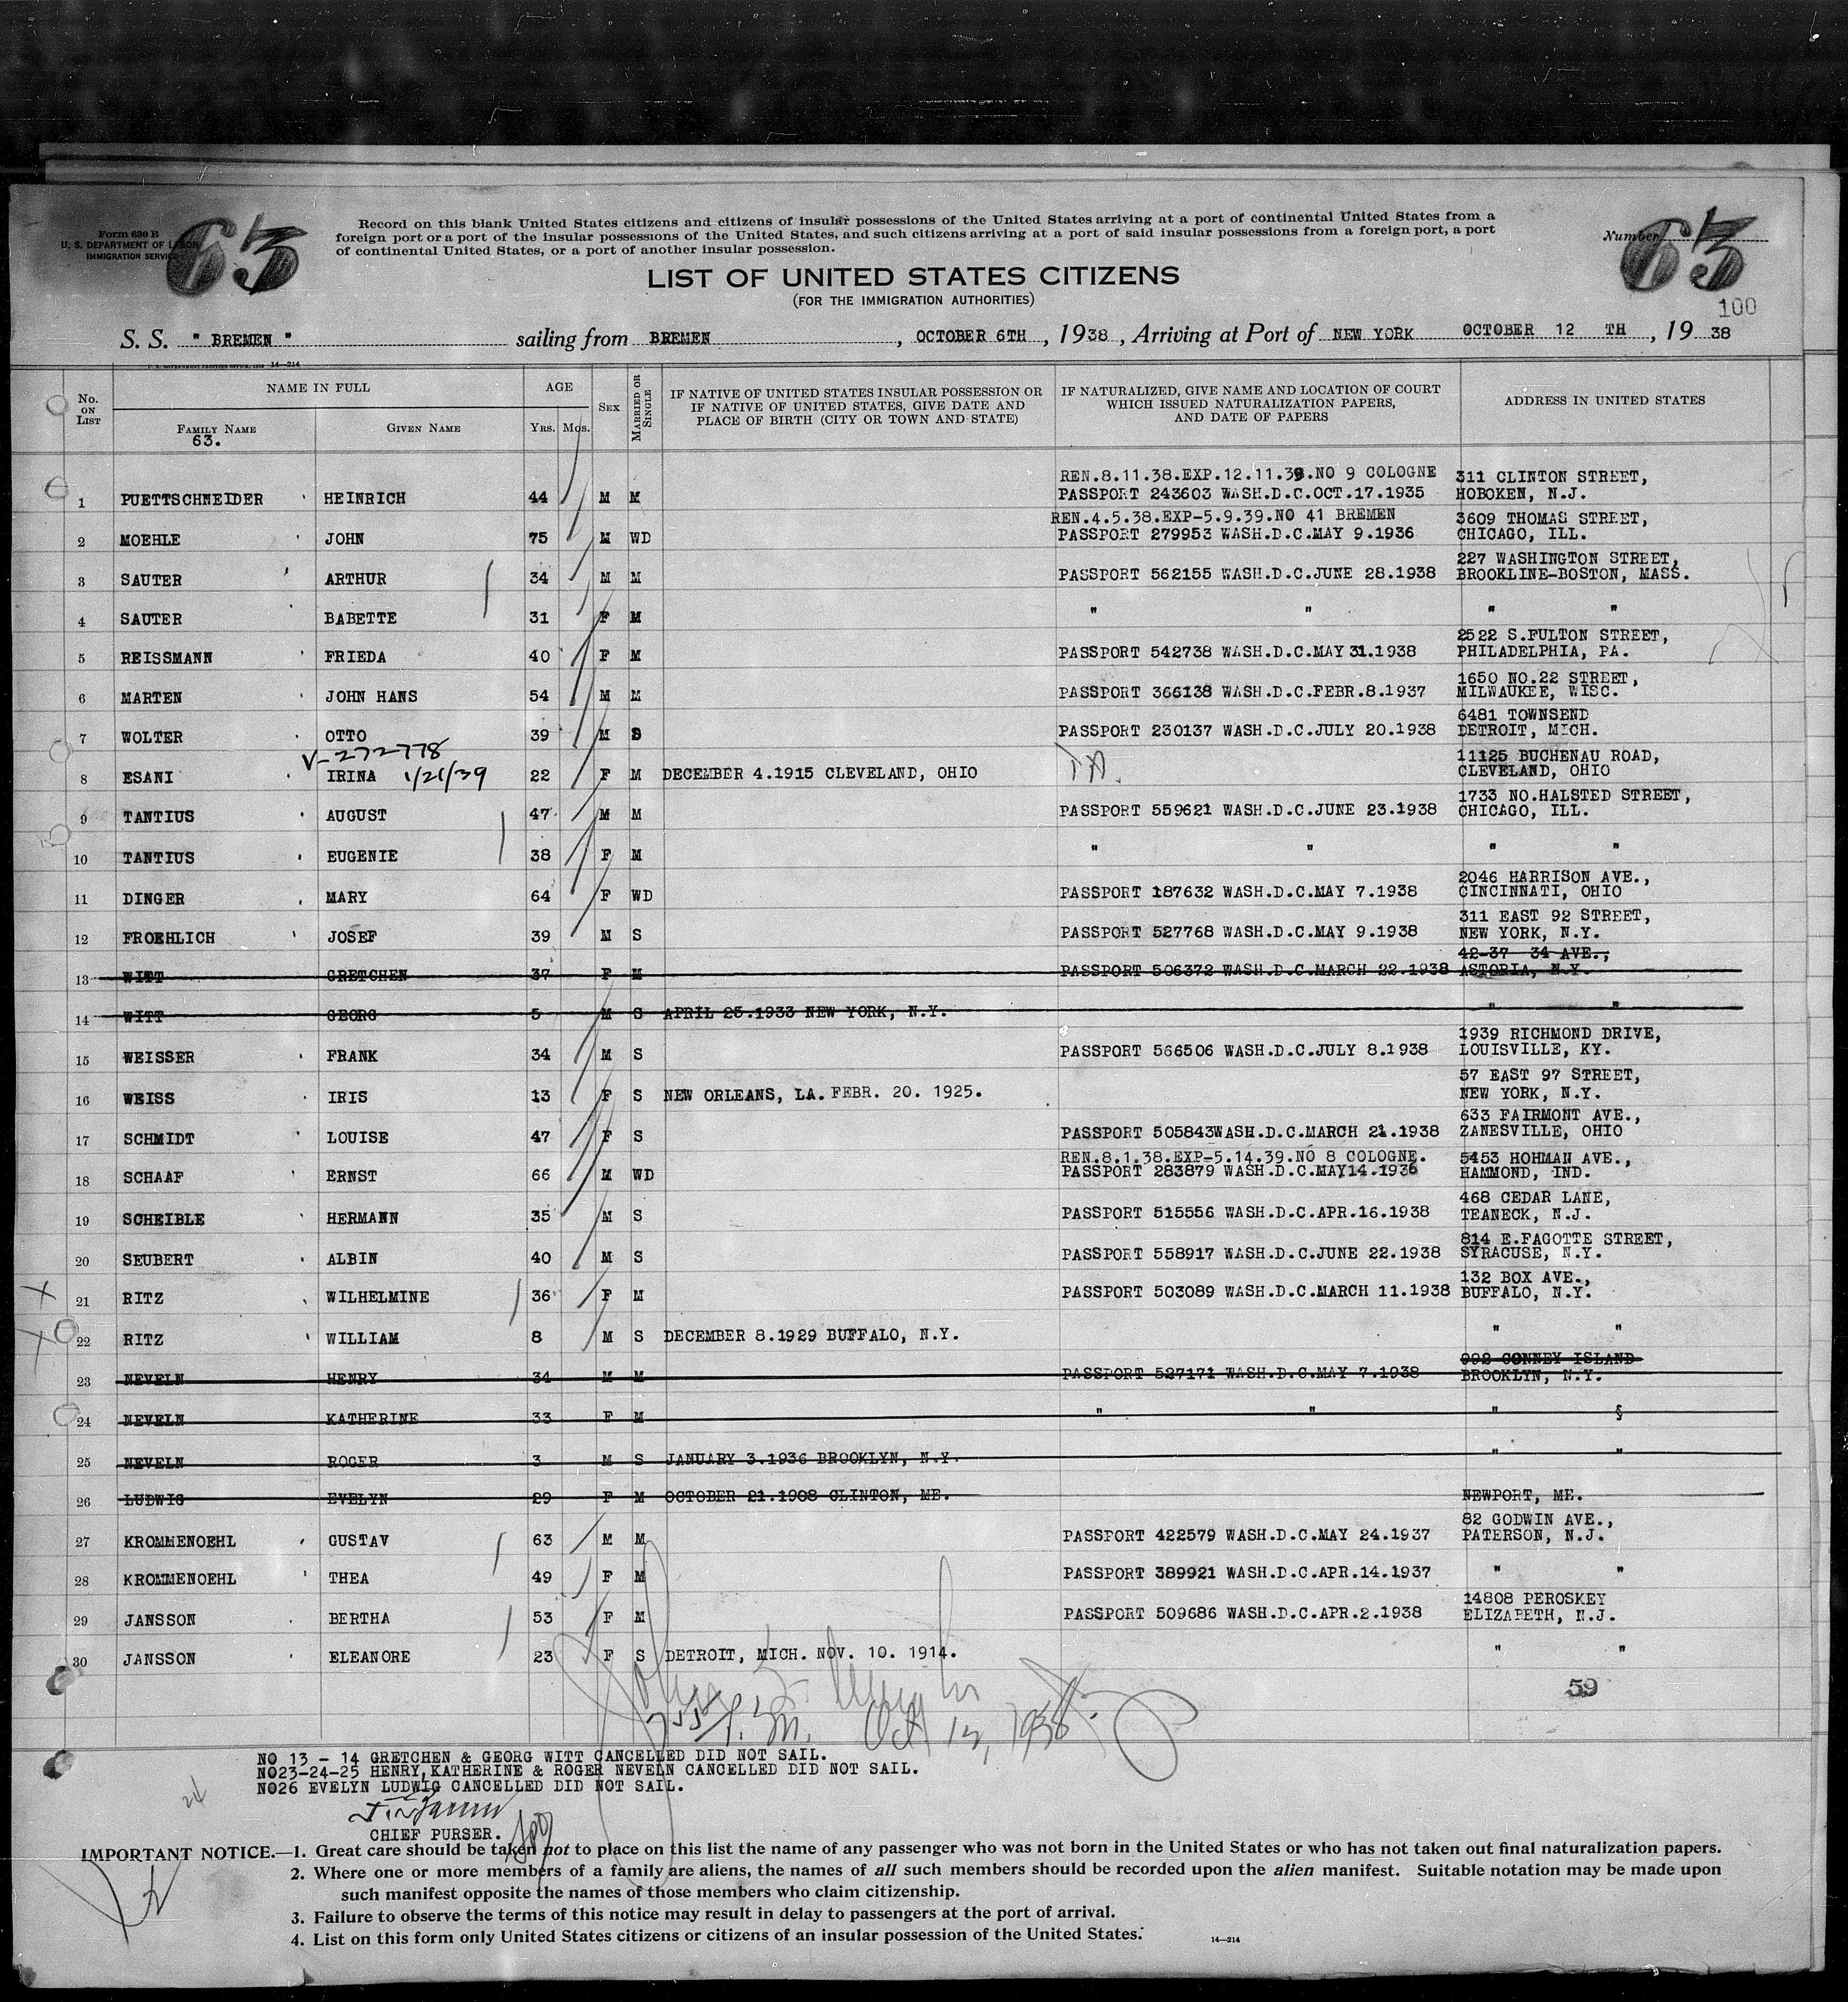 Form 630 B
U. S. DEPARTMENT OF LABOR
IMMIGRATION SERVICE
63
Record on this blank United States citizens and citizens of insular possessions of the United States arriving at a port of continental United States from a
foreign port or a port of the insular possessions of the United States, and such citizens arriving at a port of said insular possessions from a foreign port, a port
of continental United States, or a port of another insular possession.
Number
63
100
LIST OF UNITED STATES CITIZENS
(FOR THE IMMIGRATION AUTHORITIES)
S. S. " BREMEN " sailing from BREMEN , OCTOBER 6TH , 1938 , Arriving at Port of NEW YORK OCTOBER 12 TH , 19 38
14—214
No. on List
NAME IN FULL
AGE
Sex
Married or Single
IF NATIVE OF UNITED STATES INSULAR POSSESSION OR
IF NATIVE OF UNITED STATES, GIVE DATE AND
PLACE OF BIRTH (CITY OR TOWN AND STATE)
IF NATURALIZED, GIVE NAME AND LOCATION OF COURT
WHICH ISSUED NATURALIZATION PAPERS,
AND DATE OF PAPERS
ADDRESS IN UNITED STATES
Family Name
Given Name
Yrs. Mos.
63.
REN.8.11.38.EXP.12.11.39.NO 9 COLOGNE 311 CLINTON STREET,
1 PUETTSCHNEIDER HEINRICH 44 M M PASSPORT 243603 WASH.D.C.OCT.17.1935 HOBOKEN, N.J.
REN.4.5.38.EXP-5.9.39.NO 41 BREMEN 3609 THOMAS STREET,
2 MOEHLE JOHN 75 M WD PASSPORT 279953 WASH.D.C.MAY 9.1936 CHICAGO, ILL.
227 WASHINGTON STREET,
3 SAUTER ARTHUR 34 M M PASSPORT 562155 WASH.D.C.JUNE 28.1938 BROOKLINE-BOSTON, MASS.
4 SAUTER BABETTE 31 F M " " " "
2522 S.FULTON STREET,
5 REISSMANN FRIEDA 40 F M PASSPORT 542738 WASH.D.C.MAY 31.1938 PHILADELPHIA, PA.
1650 NO.22 STREET,
6 MARTEN JOHN HANS 54 M M PASSPORT 366138 WASH.D.C.FEBR.8.1937 MILWAUKEE, WISC.
6481 TOWNSEND
7 WOLTER OTTO 39 M S PASSPORT 230137 WASH.D.C.JULY 20.1938 DETROIT, MICH.
V-272778
11125 BUCHENAU ROAD,
8 ESANI IRINA 1/21/39 22 F M DECEMBER 4.1915 CLEVELAND, OHIO CLEVELAND, OHIO
1733 NO.HALSTED STREET,
9 TANTIUS AUGUST 47 M M PASSPORT 559621 WASH.D.C.JUNE 23.1938 CHICAGO, ILL.
10 TANTIUS EUGENIE 38 F M " " " "
2046 HARRISON AVE.,
11 DINGER MARY 64 F WD PASSPORT 187632 WASH.D.C.MAY 7.1938 CINCINNATI, OHIO
311 EAST 92 STREET,
12 FROEHLICH JOSEF 39 M S PASSPORT 527768 WASH.D.C.MAY 9.1938 NEW YORK, N.Y.
42-37 34 AVE.,
13 WITT GRETCHEN 37 F M PASSPORT 506372 WASH.D.C.MARCH 22.1938 ASTORIA, N.Y.
14 WITT GEORG 5 M S APRIL 25.1933 NEW YORK, N.Y. " "
1939 RICHMOND DRIVE,
15 WEISSER FRANK 34 M S PASSPORT 566506 WASH.D.C.JULY 8.1938 LOUISVILLE, KY.
57 EAST 97 STREET,
16 WEISS IRIS 13 F S NEW ORLEANS, LA. FEBR. 20. 1925. NEW YORK, N.Y.
633 FAIRMONT AVE.,
17 SCHMIDT LOUISE 47 F S PASSPORT 505843WASH.D.C.MARCH 21.1938 ZANESVILLE, OHIO
REN.8.1.38.EXP-5.14.39.NO 8 COLOGNE. 5453 HOHMAN AVE.,
18 SCHAAF ERNST 66 M WD PASSPORT 283879 WASH.D.C.MAY14.1936 HAMMOND, IND.
468 CEDAR LANE,
19 SCHEIBLE HERMANN 35 M S PASSPORT 515556 WASH.D.C.APR.16.1938 TEANECK, N.J.
814 E.FAGOTTE STREET,
20 SEUBERT ALBIN 40 M S PASSPORT 558917 WASH.D.C.JUNE 22.1938 SYRACUSE, N.Y.
132 BOX AVE.,
21 RITZ WILHELMINE 36 F M PASSPORT 503089 WASH.D.C.MARCH 11.1938 BUFFALO, N.Y.
22 RITZ WILLIAM 8 M S DECEMBER 8.1929 BUFFALO, N.Y. " "
992 CONNEY ISLAND
23 NEVELN HENRY 34 M M PASSPORT 527171 WASH.D.C.MAY 7.1938 BROOKLYN, N.Y.
24 NEVELN KATHERINE 33 F M " " " §
25 NEVELN ROGER 3 M S JANUARY 3.1936 BROOKLYN, N.Y. " "
26 LUDWIG EVELYN 29 F M OCTOBER 21.1908 CLINTON, ME. NEWPORT, ME.
82 GODWIN AVE.,
27 KROMMENOEHL GUSTAV 63 M M PASSPORT 422579 WASH.D.C.MAY 24.1937 PATERSON, N.J.
28 KROMMENOEHL THEA 49 F M PASSPORT 389921 WASH.D.C.APR.14.1937 " "
14808 PEROSKEY
29 JANSSON BERTHA 53 F M PASSPORT 509686 WASH.D.C.APR.2.1938 ELIZABETH, N.J.
30 JANSSON ELEANORE 23 F S DETROIT, MICH. NOV. 10. 1914. " "
59
Oct 12, 1938
NO 13 - 14 GRETCHEN & GEORG WITT CANCELLED DID NOT SAIL.
NO23-24-25 HENRY,KATHERINE & ROGER NEVELN CANCELLED DID NOT SAIL.
NO26 EVELYN LUDWIG CANCELLED DID NOT SAIL.
CHIEF PURSER.
IMPORTANT NOTICE.—1. Great care should be taken not to place on this list the name of any passenger who was not born in the United States or who has not taken out final naturalization papers.
2. Where one or more members of a family are aliens, the names of all such members should be recorded upon the alien manifest. Suitable notation may be made upon
such manifest opposite the names of those members who claim citizenship.
3. Failure to observe the terms of this notice may result in delay to passengers at the port of arrival.
4. List on this form only United States citizens or citizens of an insular possession of the United States.
14—214